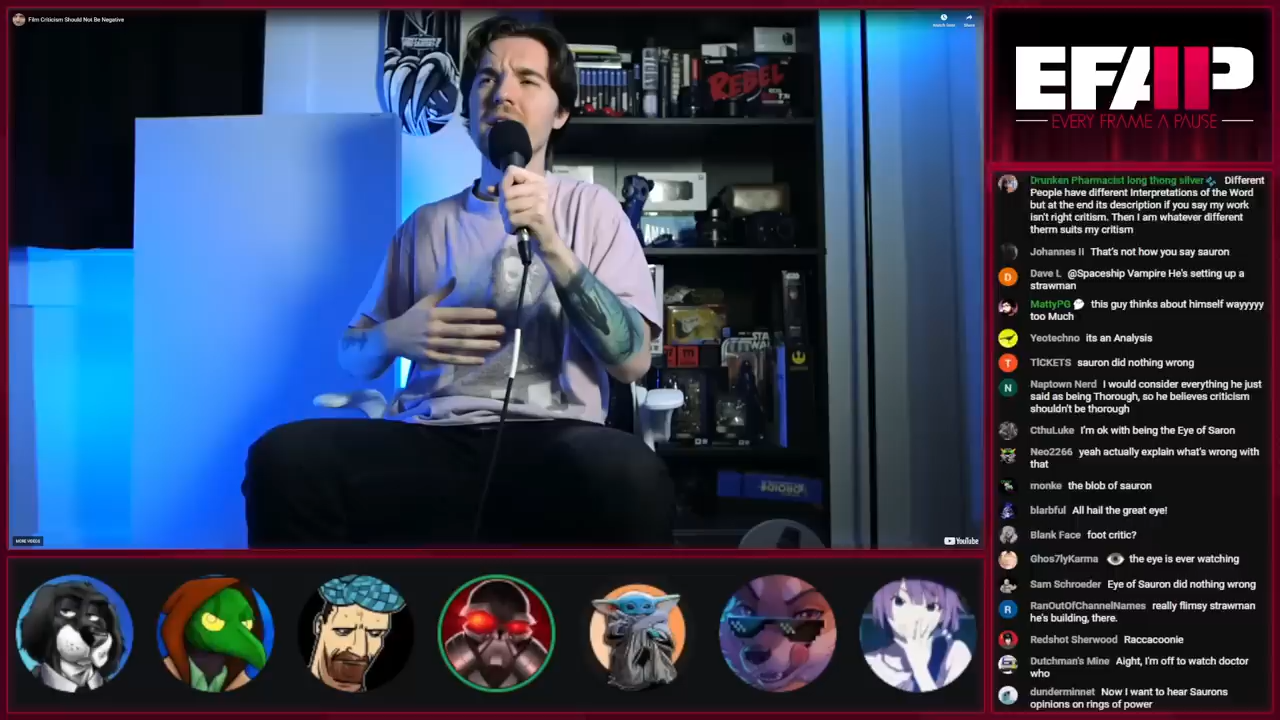 Film Criticism Should Not Be Negative
Watch later
Share
REBEL
Canon
STAR
MORE VIDEOS
YouTube
EFAP
EVERY FRAME A PAUSE
Drunken Pharmacist long thong silver Different
People have different Interpretations of the Word
but at the end its description if you say my work
isn't right critism. Then I am whatever different
therm suits my critism
Johannes II That's not how you say sauron
Dave L @Spaceship Vampire He's setting up a
strawman
MattyPG this guy thinks about himself wayyyyy
too Much
Yeotechno its an Analysis
TICKETS sauron did nothing wrong
Naptown Nerd I would consider everything he just
said as being Thorough, so he believes criticism
shouldn't be thorough
CthuLuke I'm ok with being the Eye of Saron
Neo2266 yeah actually explain what's wrong with
that
monke the blob of sauron
blarbful All hail the great eye!
Blank Face foot critic?
Ghos7lyKarma the eye is ever watching
Sam Schroeder Eye of Sauron did nothing wrong
RanOutOfChannelNames really flimsy strawman
he's building, there.
Redshot Sherwood Raccacoonie
Dutchman's Mine Aight, I'm off to watch doctor
who
dunderminnet Now I want to hear Saurons
opinions on rings of power